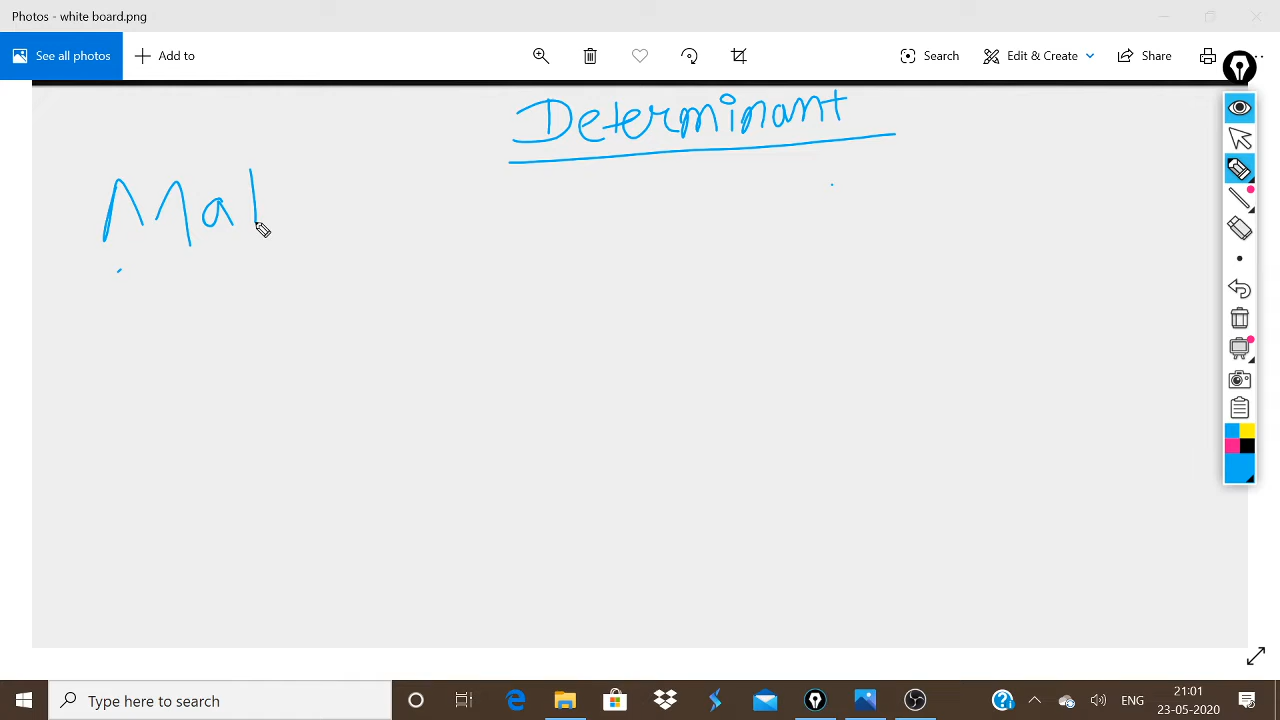 Photos - white board.png
See all photos Add to Search Edit & Create Share
Determinant
Mal
Type here to search ENG 21:01
23-05-2020